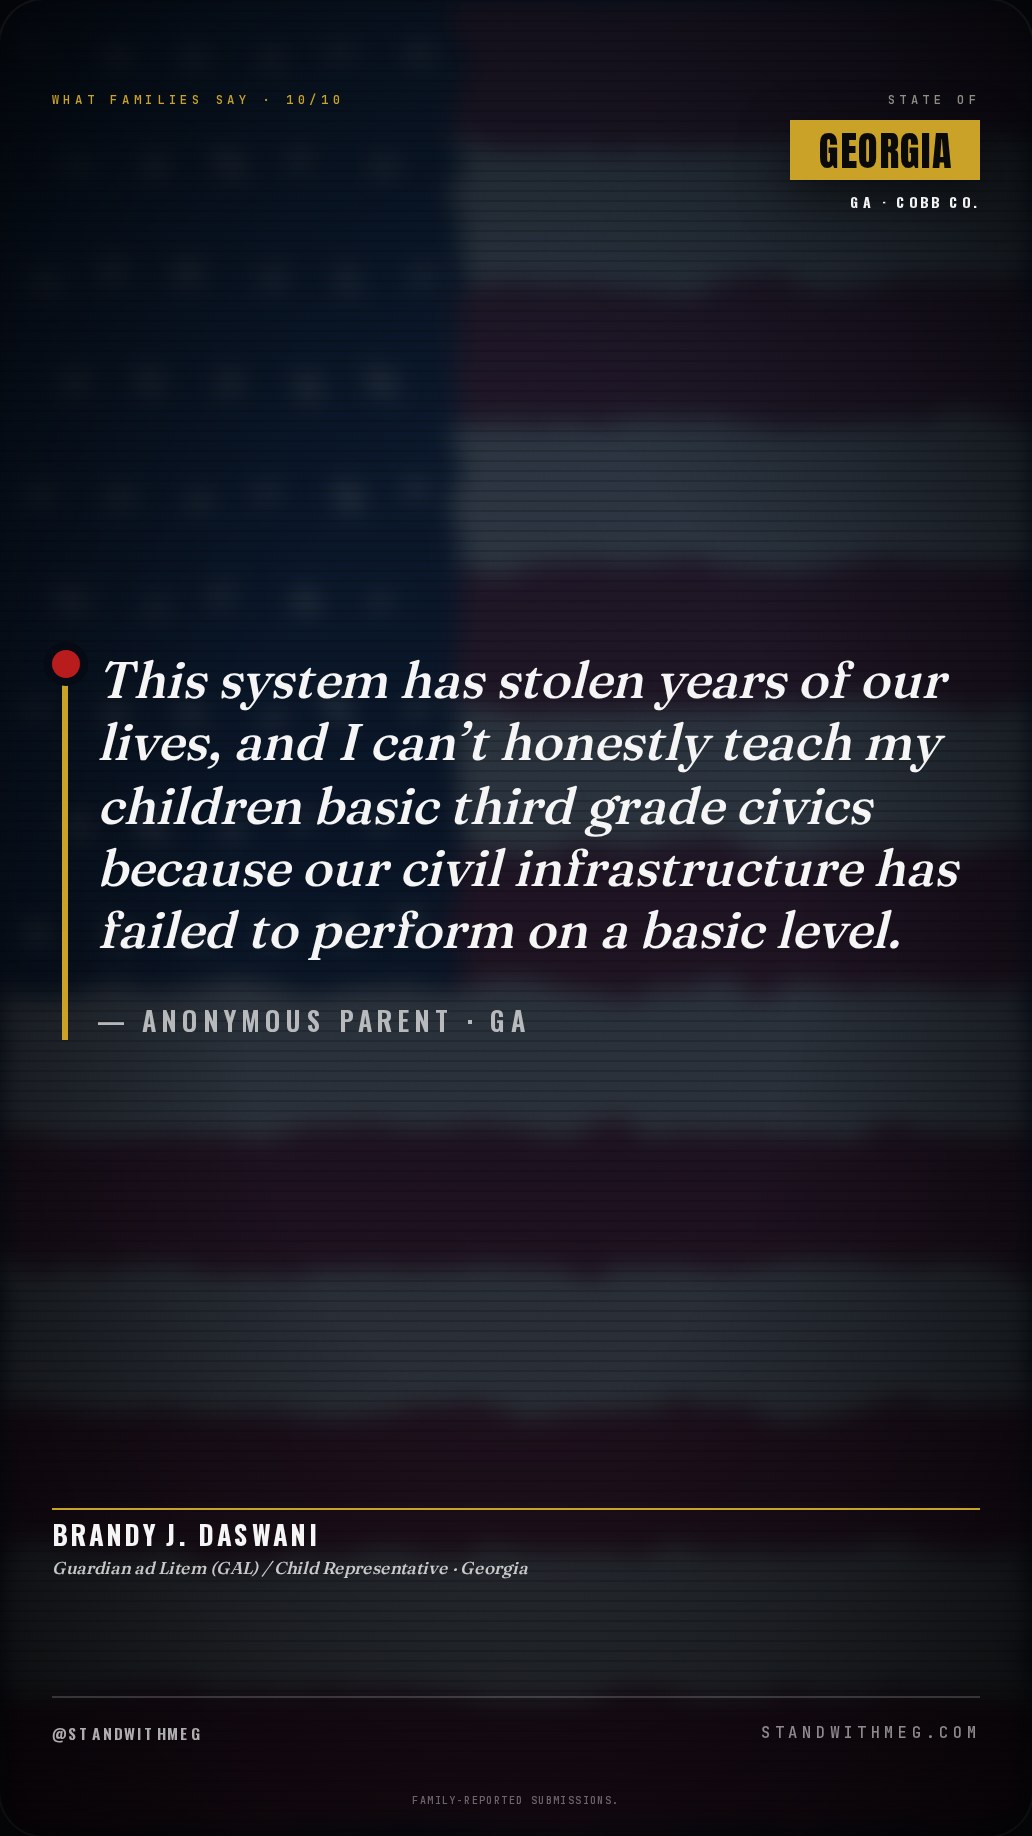 WHAT FAMILIES SAY · 10/10
STATE OF
GEORGIA
GA · COBB CO.
This system has stolen years of our
lives, and I can’t honestly teach my
children basic third grade civics
because our civil infrastructure has
failed to perform on a basic level.
— ANONYMOUS PARENT · GA
BRANDY J. DASWANI
Guardian ad Litem (GAL) / Child Representative · Georgia
@STANDWITHMEG
STANDWITHMEG.COM
FAMILY-REPORTED SUBMISSIONS.